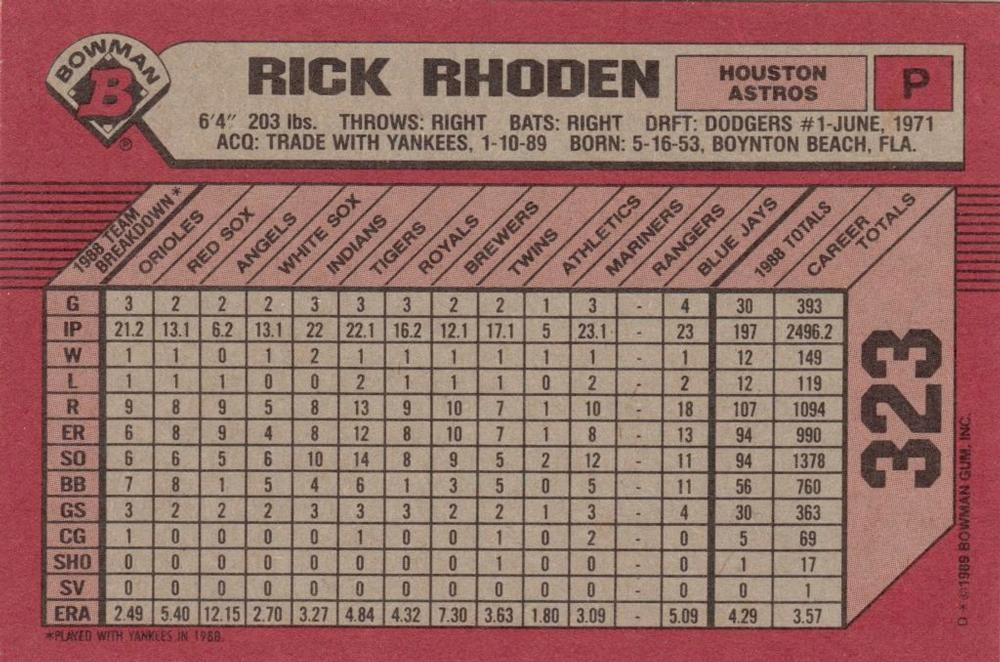 BOWMAN
B
®
RICK RHODEN
HOUSTON
ASTROS
P
6'4" 203 lbs. THROWS: RIGHT BATS: RIGHT DRFT: DODGERS #1-JUNE, 1971
ACQ: TRADE WITH YANKEES, 1-10-89 BORN: 5-16-53, BOYNTON BEACH, FLA.
1988 TEAM BREAKDOWN* ORIOLES RED SOX ANGELS WHITE SOX INDIANS TIGERS ROYALS BREWERS TWINS ATHLETICS MARINERS RANGERS BLUE JAYS 1988 TOTALS CAREER TOTALS
G 3 2 2 2 3 3 3 2 2 1 3 - 4 30 393
IP 21.2 13.1 6.2 13.1 22 22.1 16.2 12.1 17.1 5 23.1 - 23 197 2496.2
W 1 1 0 1 2 1 1 1 1 1 1 - 1 12 149
L 1 1 1 0 0 2 1 1 1 0 2 - 2 12 119
R 9 8 9 5 8 13 9 10 7 1 10 - 18 107 1094
ER 6 8 9 4 8 12 8 10 7 1 8 - 13 94 990
SO 6 6 5 6 10 14 8 9 5 2 12 - 11 94 1378
BB 7 8 1 5 4 6 1 3 5 0 5 - 11 56 760
GS 3 2 2 2 3 3 3 2 2 1 3 - 4 30 363
CG 1 0 0 0 0 1 0 0 1 0 2 - 0 5 69
SHO 0 0 0 0 0 0 0 0 1 0 0 - 0 1 17
SV 0 0 0 0 0 0 0 0 0 0 0 - 0 0 1
ERA 2.49 5.40 12.15 2.70 3.27 4.84 4.32 7.30 3.63 1.80 3.09 - 5.09 4.29 3.57
*PLAYED WITH YANKEES IN 1988.
323
D * ©1989 BOWMAN GUM, INC.